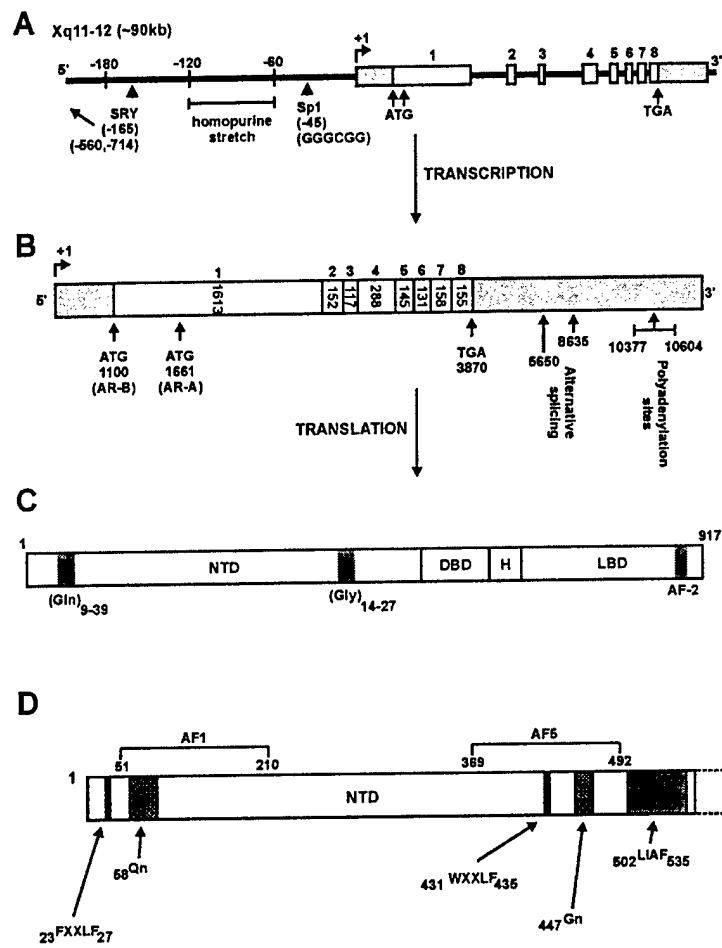 A
Xq11-12 (~90kb)
+1
1
2
3
4
5
6
7
8
5'
-180
-120
-60
3'
SRY
(-165)
(-560,-714)
homopurine
stretch
Sp1
(-45)
(GGGCGG)
ATG
TGA
TRANSCRIPTION
B
+1
1
2
3
4
5
6
7
8
5'
1613
152
117
288
145
131
158
155
3'
ATG
1100
(AR-B)
ATG
1661
(AR-A)
TGA
3870
5650
8635
Alternative
splicing
10377
10604
Polyadenylation
sites
TRANSLATION
C
1
917
NTD
DBD
H
LBD
(Gln)9-39
(Gly)14-27
AF-2
D
AF1
AF5
1
51
210
369
492
NTD
58Qn
23FXXLF27
431WXXLF435
447Gn
502LIAF535